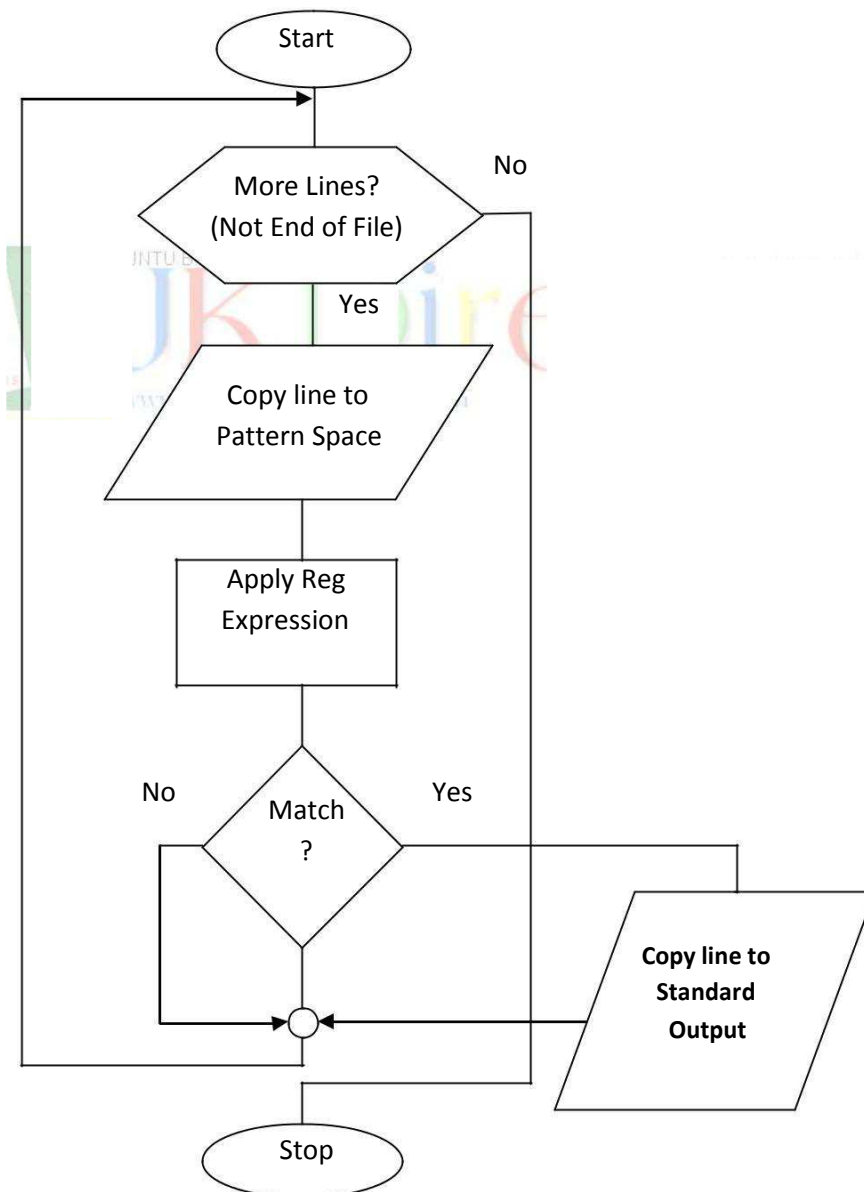 Start
No
More Lines?
(Not End of File)
Yes
Copy line to
Pattern Space
Apply Reg
Expression
No
Yes
Match
?
Copy line to
Standard
Output
Stop